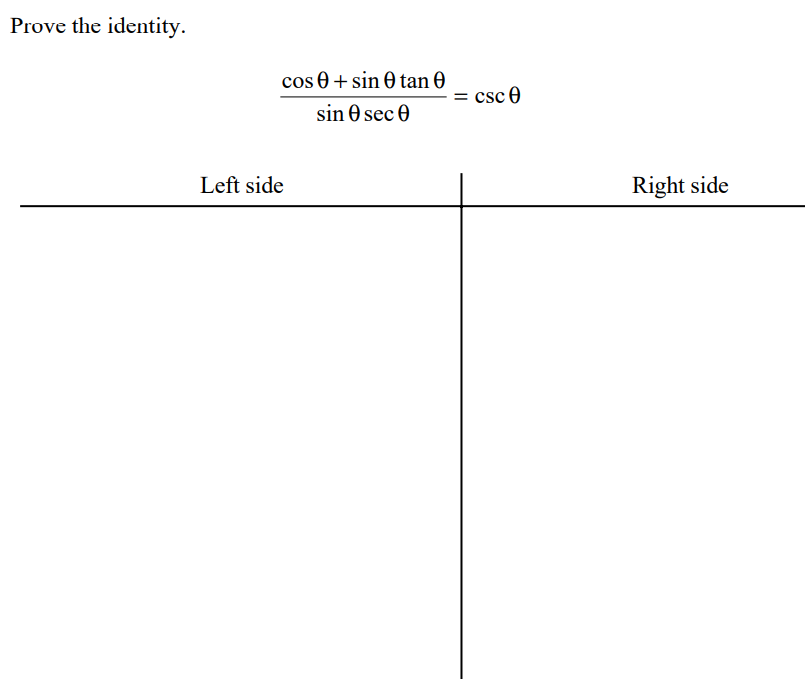 Prove the identity.
cos θ + sin θ tan θ
sin θ sec θ
= csc θ
Left side
Right side